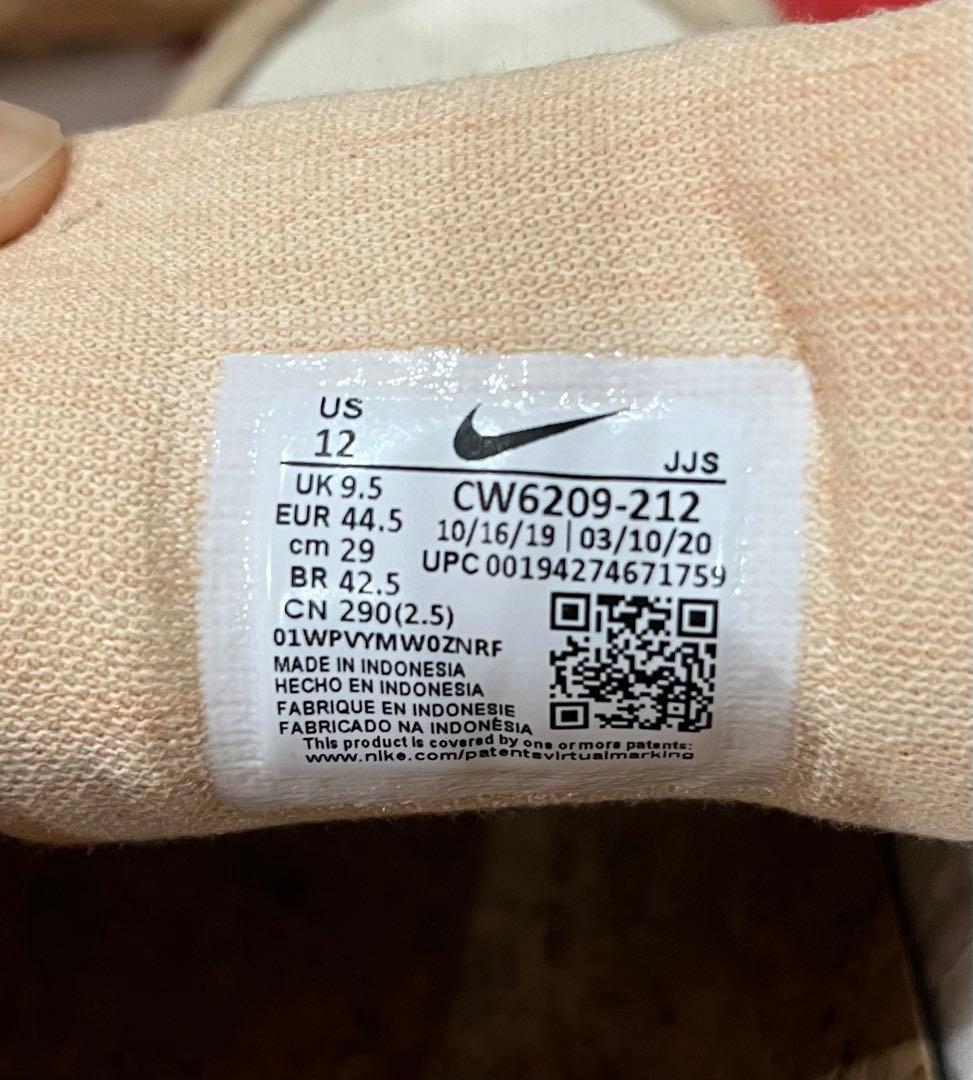 US
12
JJS
UK 9.5
CW6209-212
EUR 44.5
10/16/19 | 03/10/20
cm 29
UPC 00194274671759
BR 42.5
CN 290(2.5)
01WPVYMW0ZNRF
MADE IN INDONESIA
HECHO EN INDONESIA
FABRIQUE EN INDONESIE
FABRICADO NA INDONÉSIA
This product is covered by one or more patents:
www.nike.com/patentsvirtualmarking